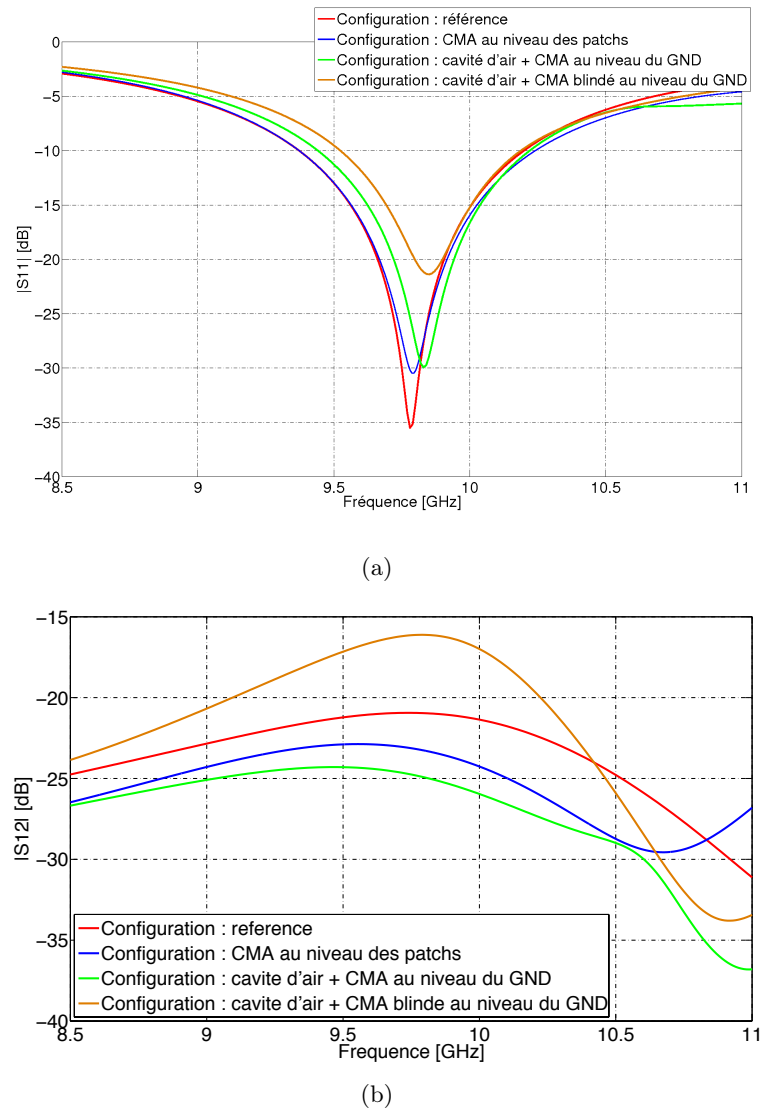 Configuration : référence
Configuration : CMA au niveau des patchs
Configuration : cavité d'air + CMA au niveau du GND
Configuration : cavité d'air + CMA blindé au niveau du GND
0
−5
−10
−15
−20
−25
−30
−35
−40
|S11| [dB]
8.5 9 9.5 10 10.5 11
Fréquence [GHz]
(a)
−15
−20
−25
−30
−35
−40
|S12| [dB]
Configuration : reference
Configuration : CMA au niveau des patchs
Configuration : cavite d'air + CMA au niveau du GND
Configuration : cavite d'air + CMA blinde au niveau du GND
8.5 9 9.5 10 10.5 11
Frequence [GHz]
(b)